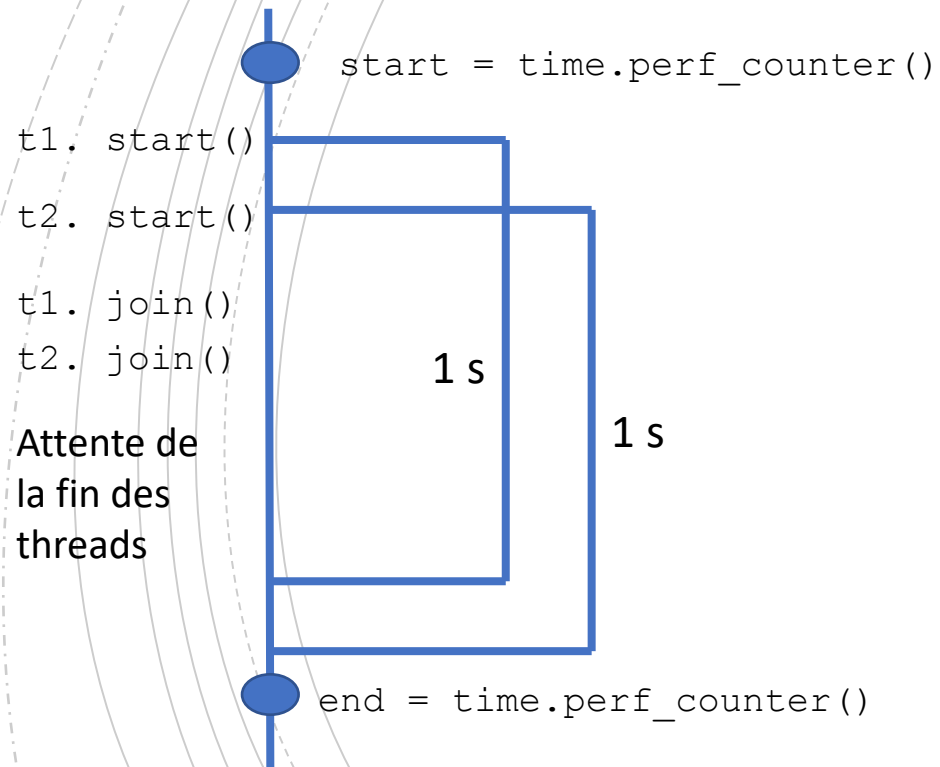 start = time.perf_counter()
t1. start()
t2. start()
t1. join()
t2. join()
1 s
1 s
Attente de
la fin des
threads
end = time.perf_counter()